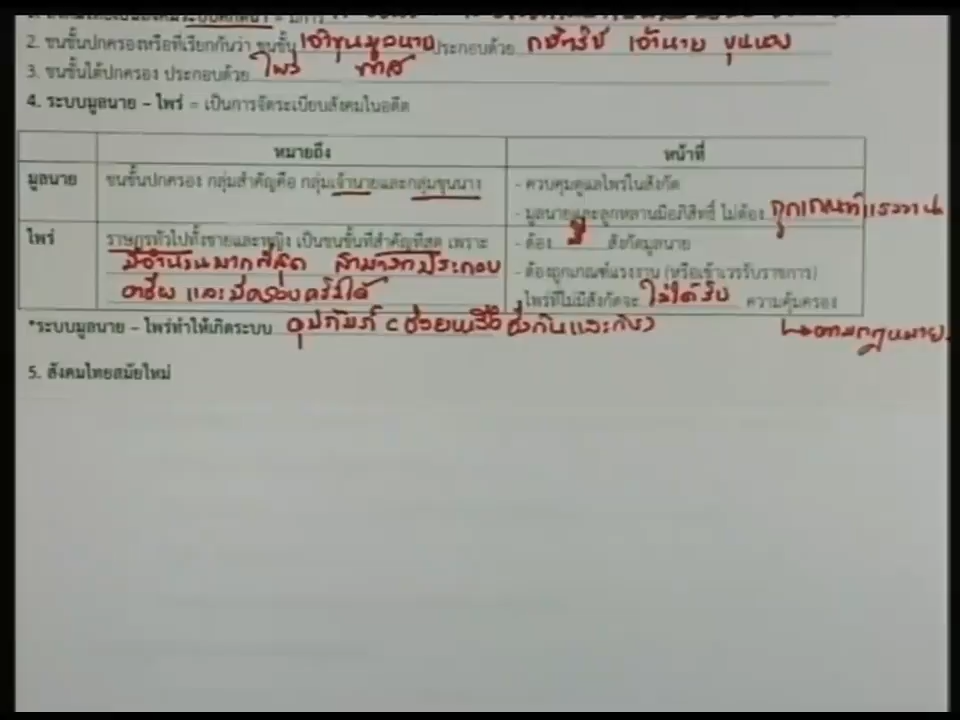 ระบบศักดินา = มีการ
2. ชนชั้นปกครองหรือที่เรียกกันว่า ชนชั้น เจ้าขุนมูลนาย ประกอบด้วย กษัตริย์ เจ้านาย ขุนนาง
3. ชนชั้นใต้ปกครอง ประกอบด้วย ไพร่ ทาส
4. ระบบมูลนาย – ไพร่ = เป็นการจัดระเบียบสังคมในอดีต
หมายถึง หน้าที่
มูลนาย ชนชั้นปกครอง กลุ่มสำคัญคือ กลุ่มเจ้านายและกลุ่มขุนนาง - ควบคุมดูแลไพร่ในสังกัด
- มูลนายและลูกหลานมีอภิสิทธิ์ ไม่ต้อง ถูกเกณฑ์แรงงาน
ไพร่ ราษฎรทั่วไปทั้งชายและหญิง เป็นชนชั้นที่สำคัญที่สุด เพราะ - ต้อง สังกัดมูลนาย
มีจำนวนมากที่สุด สามารถประกอบ - ต้องถูกเกณฑ์แรงงาน (หรือเข้าเวรรับราชการ)
อาชีพ และมีครอบครัวได้ - ไพร่ที่ไม่มีสังกัดจะ ไม่ได้รับ ความคุ้มครอง
*ระบบมูลนาย – ไพร่ทำให้เกิดระบบ อุปถัมภ์ ช่วยเหลือซึ่งกันและกัน ตามกฎหมาย
5. สังคมไทยสมัยใหม่